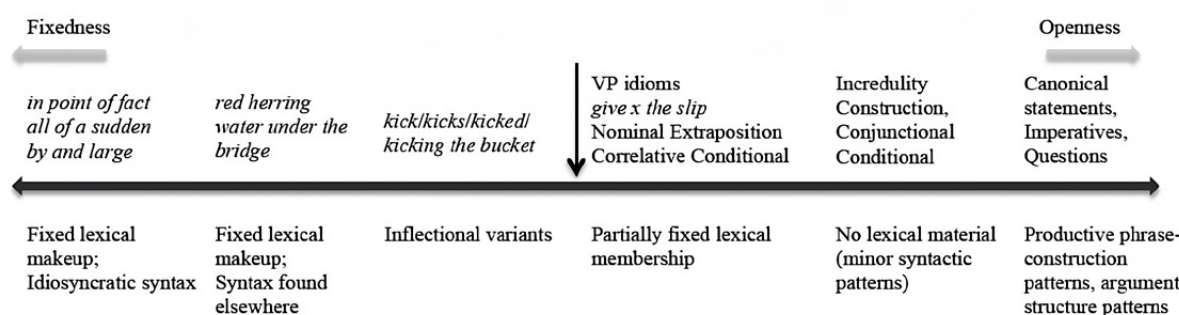 Fixedness
Openness
in point of fact
all of a sudden
by and large
red herring
water under the
bridge
kick/kicks/kicked/
kicking the bucket
VP idioms
give x the slip
Nominal Extraposition
Correlative Conditional
Incredulity
Construction,
Conjunctional
Conditional
Canonical
statements,
Imperatives,
Questions
Fixed lexical
makeup;
Idiosyncratic syntax
Fixed lexical
makeup;
Syntax found
elsewhere
Inflectional variants
Partially fixed lexical
membership
No lexical material
(minor syntactic
patterns)
Productive phrase-
construction
patterns, argument
structure patterns